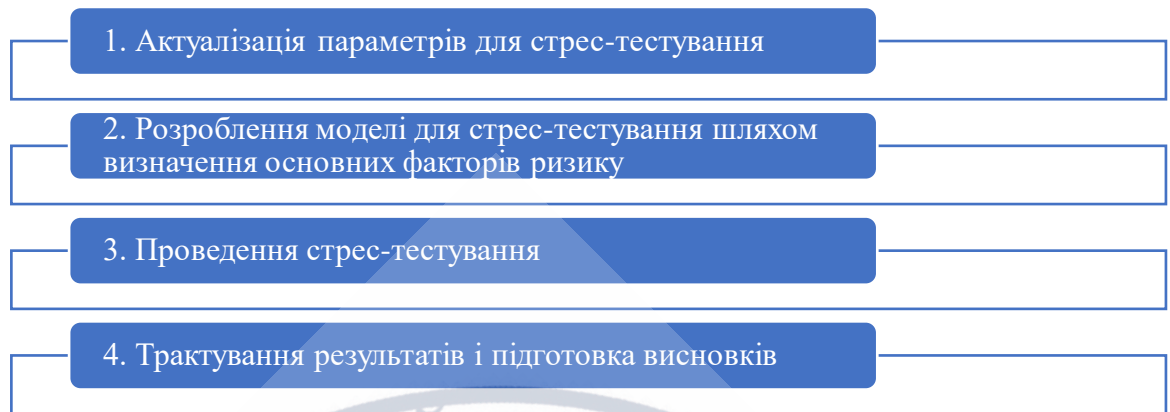 1. Актуалізація параметрів для стрес-тестування
2. Розроблення моделі для стрес-тестування шляхом
визначення основних факторів ризику
3. Проведення стрес-тестування
4. Трактування результатів і підготовка висновків